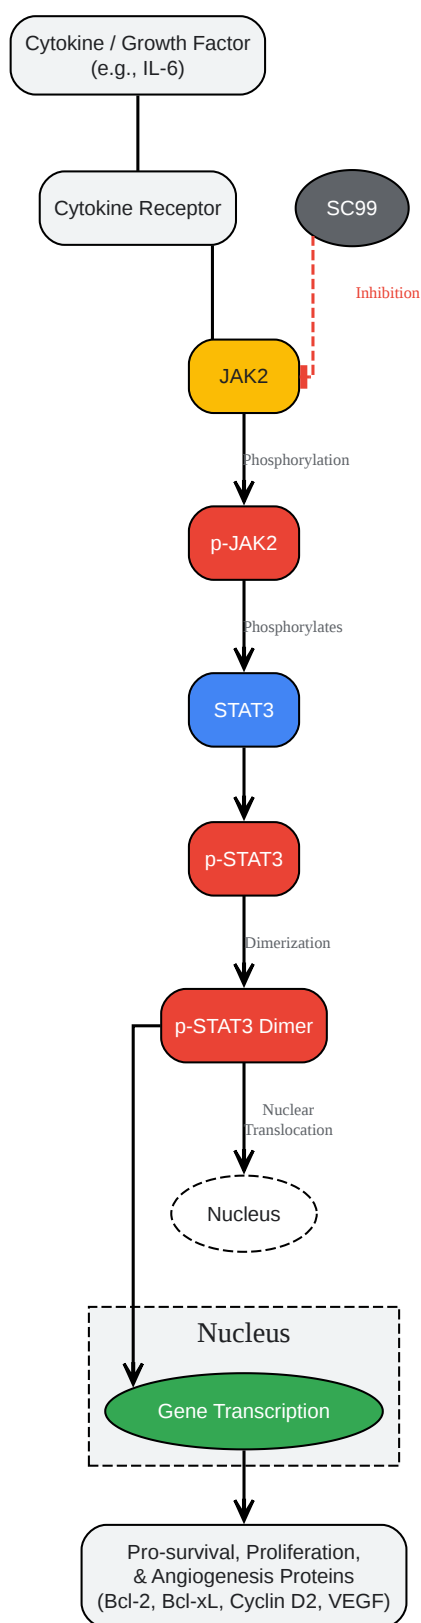 Cytokine / Growth Factor
(e.g., IL-6)
Cytokine Receptor
SC99
Inhibition
JAK2
Phosphorylation
p-JAK2
Phosphorylates
STAT3
p-STAT3
Dimerization
p-STAT3 Dimer
Nuclear
Translocation
Nucleus
Nucleus
Gene Transcription
Pro-survival, Proliferation,
& Angiogenesis Proteins
(Bcl-2, Bcl-xL, Cyclin D2, VEGF)